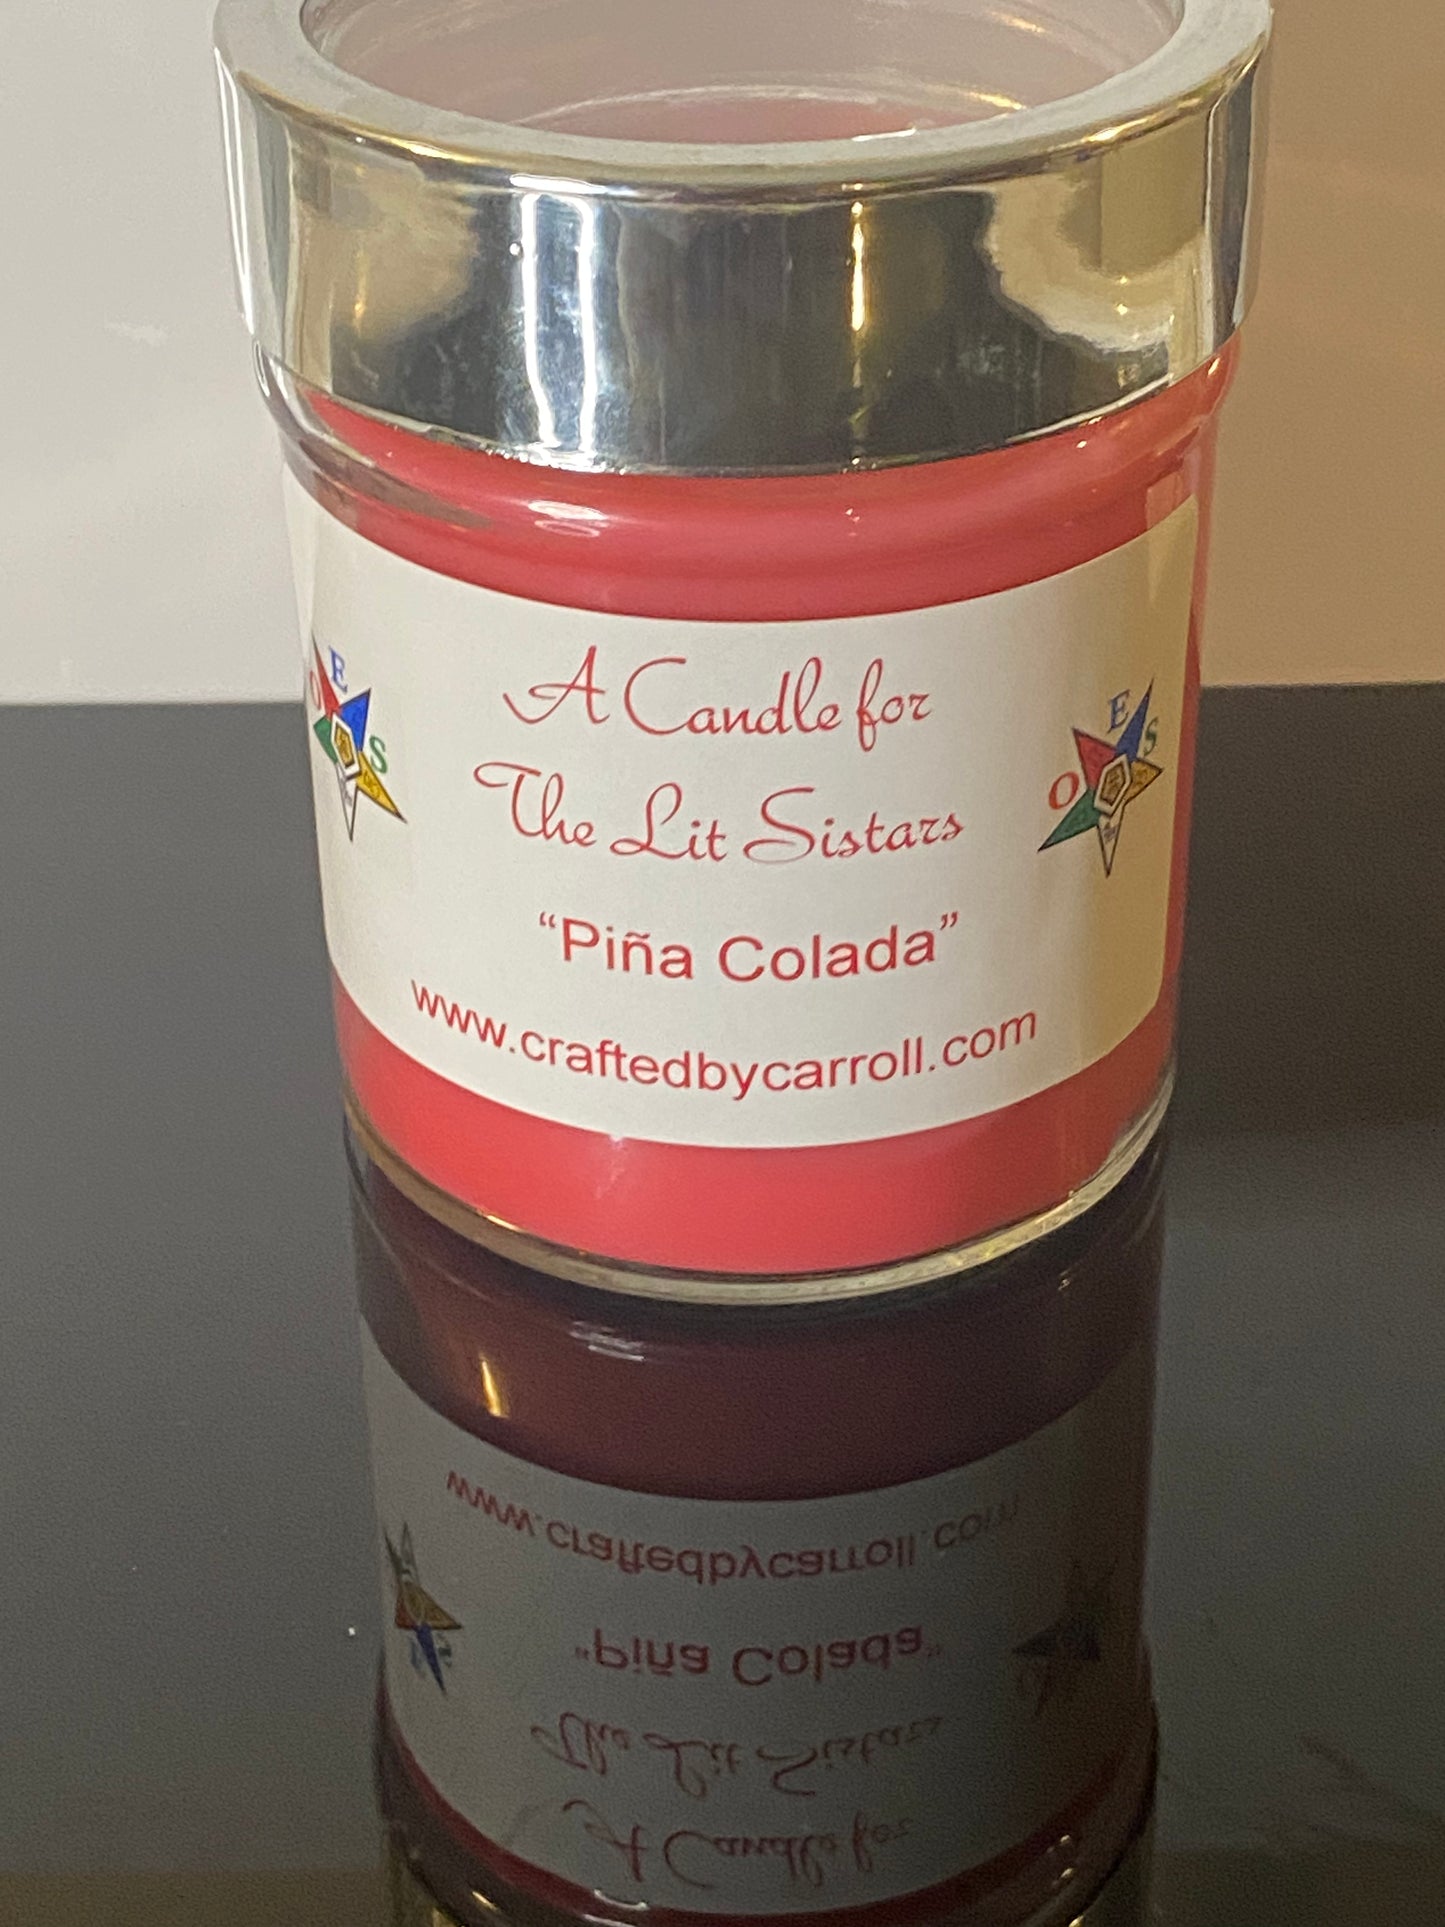 A Candle for
The Lit Sistars
“Piña Colada”
www.craftedbycarroll.com
O E S
O E S